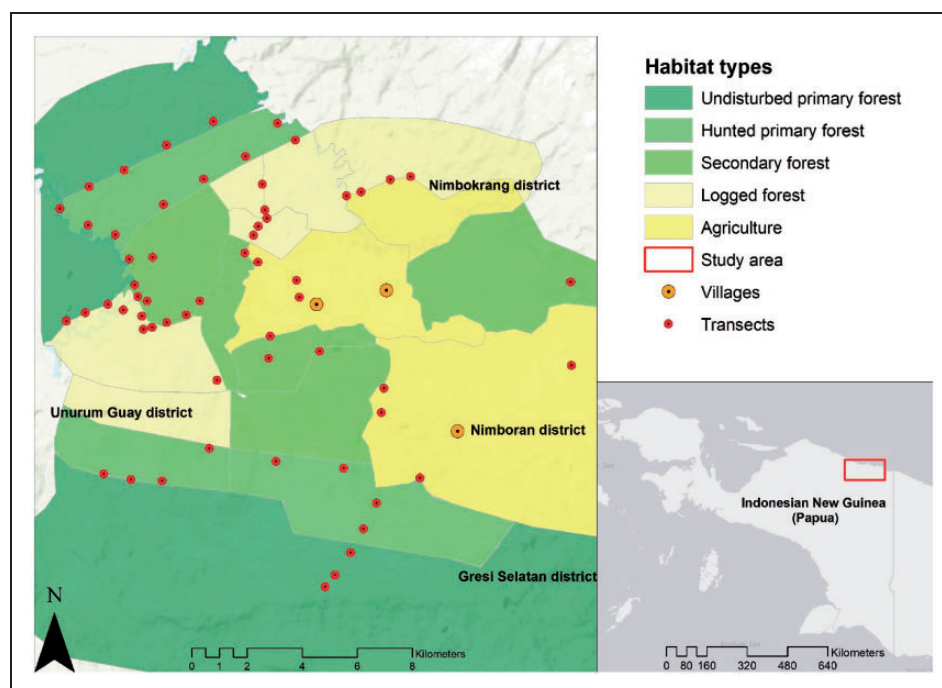 Habitat types
Undisturbed primary forest
Hunted primary forest
Secondary forest
Logged forest
Agriculture
Study area
Villages
Transects
Nimbokrang district
Unurum Guay district
Nimboran district
Gresi Selatan district
N
Kilometers
0 1 2 4 6 8
Indonesian New Guinea
(Papua)
Kilometers
0 80 160 320 480 640